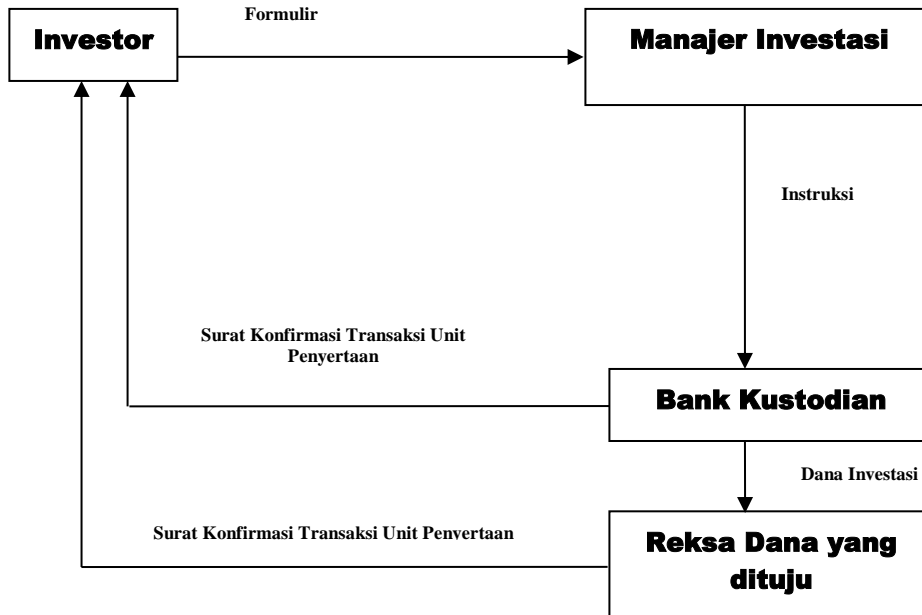 Formulir
Investor
Manajer Investasi
Instruksi
Surat Konfirmasi Transaksi Unit
Penyertaan
Bank Kustodian
Dana Investasi
Surat Konfirmasi Transaksi Unit Penyertaan
Reksa Dana yang
dituju